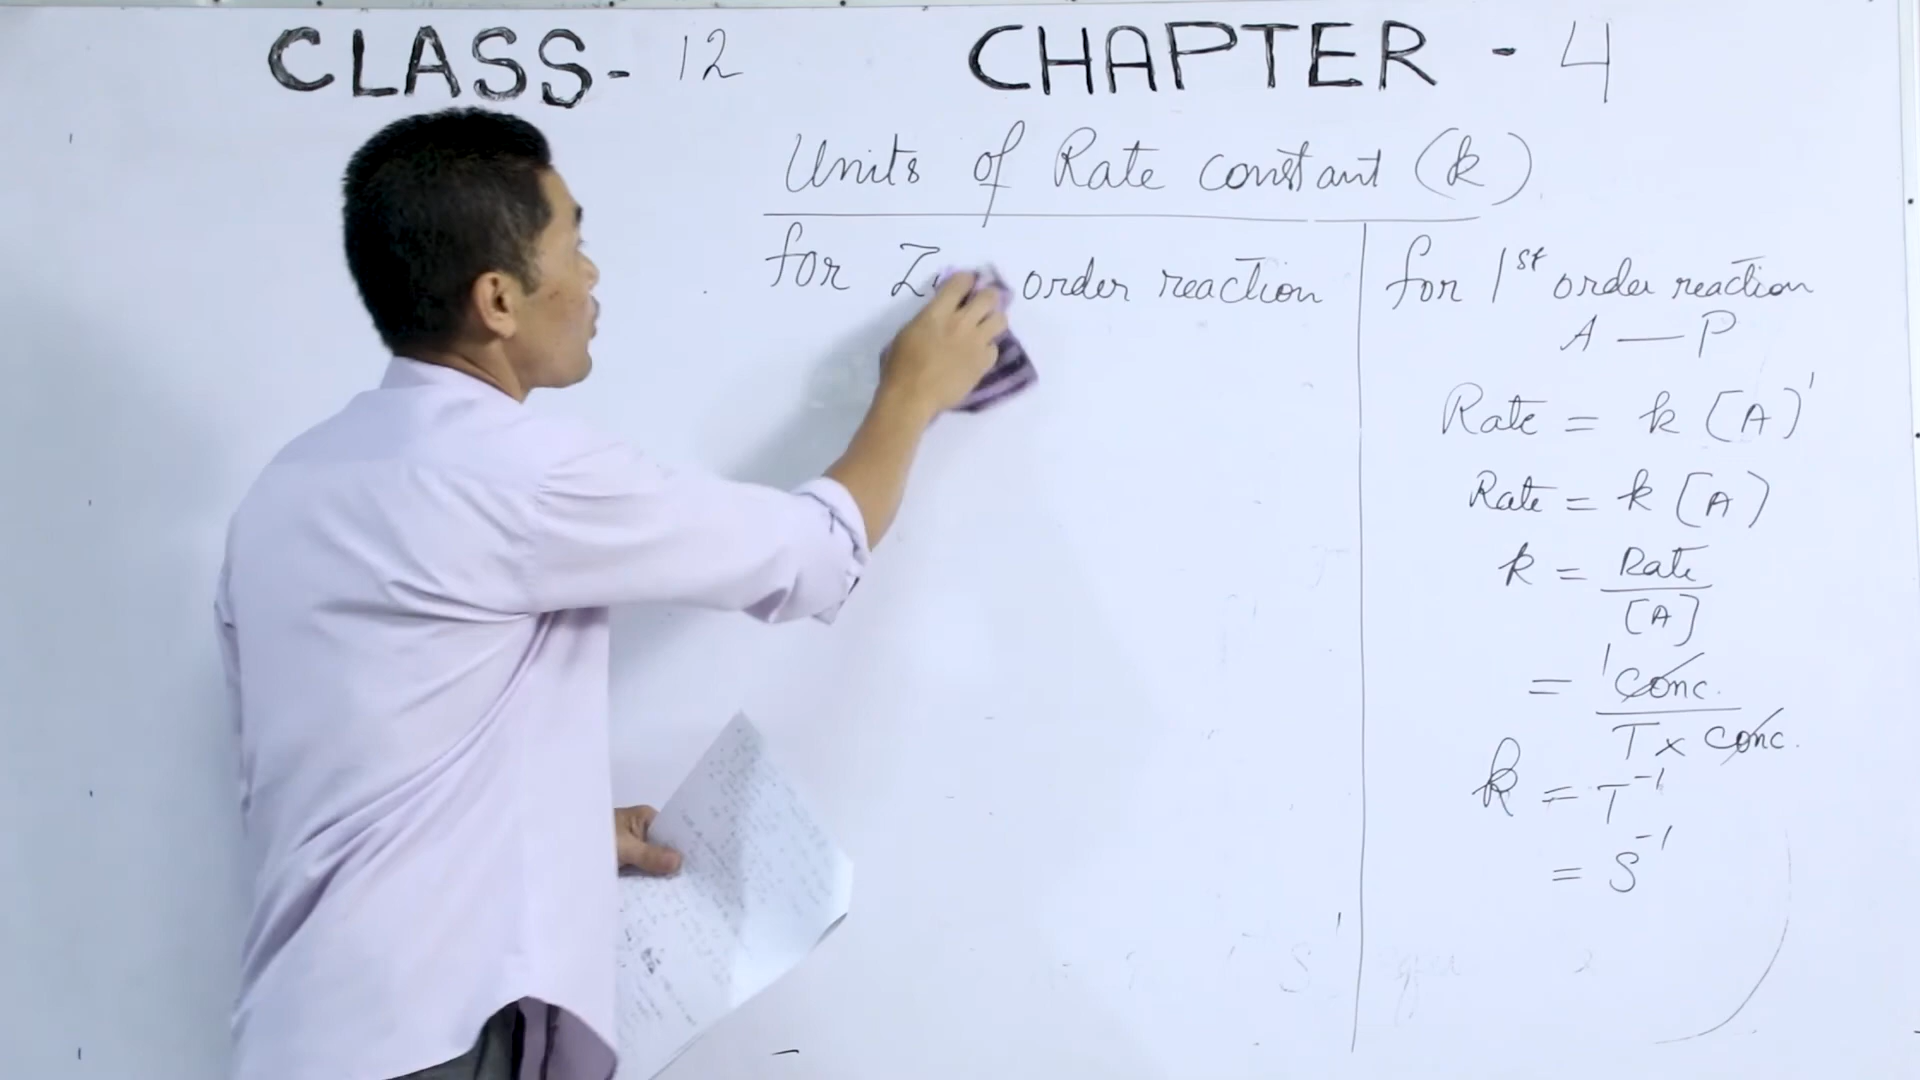 CLASS- 12 CHAPTER - 4
Units of Rate constant (k)
for order reaction
for 1st order reaction
A — P
Rate = k [A]¹
Rate = k [A]
k = Rate
[A]
= 1 Conc.
T x Conc.
k = T⁻¹
= S⁻¹